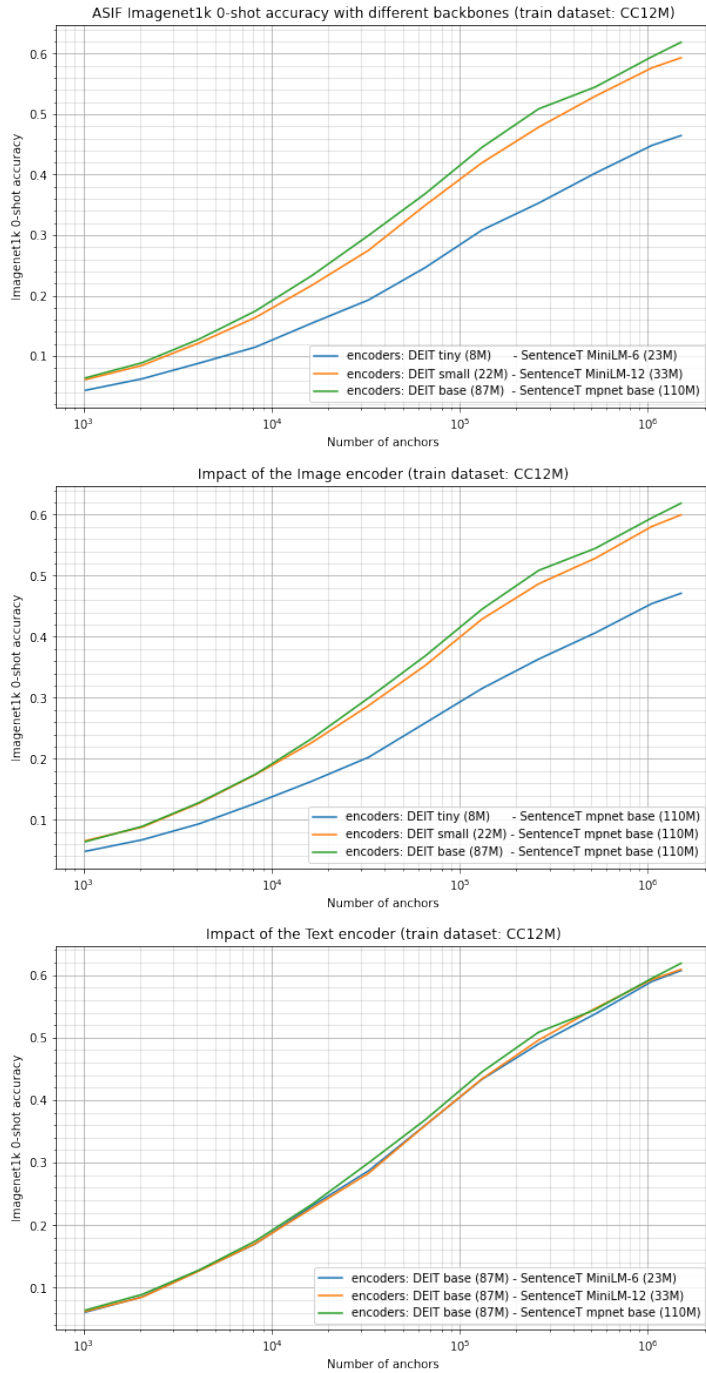 ASIF Imagenet1k 0-shot accuracy with different backbones (train dataset: CC12M)
Imagenet1k 0-shot accuracy
0.6
0.5
0.4
0.3
0.2
0.1
encoders: DEIT tiny (8M) - SentenceT MiniLM-6 (23M)
encoders: DEIT small (22M) - SentenceT MiniLM-12 (33M)
encoders: DEIT base (87M) - SentenceT mpnet base (110M)
10³ 10⁴ 10⁵ 10⁶
Number of anchors
Impact of the Image encoder (train dataset: CC12M)
Imagenet1k 0-shot accuracy
0.6
0.5
0.4
0.3
0.2
0.1
encoders: DEIT tiny (8M) - SentenceT mpnet base (110M)
encoders: DEIT small (22M) - SentenceT mpnet base (110M)
encoders: DEIT base (87M) - SentenceT mpnet base (110M)
10³ 10⁴ 10⁵ 10⁶
Number of anchors
Impact of the Text encoder (train dataset: CC12M)
Imagenet1k 0-shot accuracy
0.6
0.5
0.4
0.3
0.2
0.1
encoders: DEIT base (87M) - SentenceT MiniLM-6 (23M)
encoders: DEIT base (87M) - SentenceT MiniLM-12 (33M)
encoders: DEIT base (87M) - SentenceT mpnet base (110M)
10³ 10⁴ 10⁵ 10⁶
Number of anchors